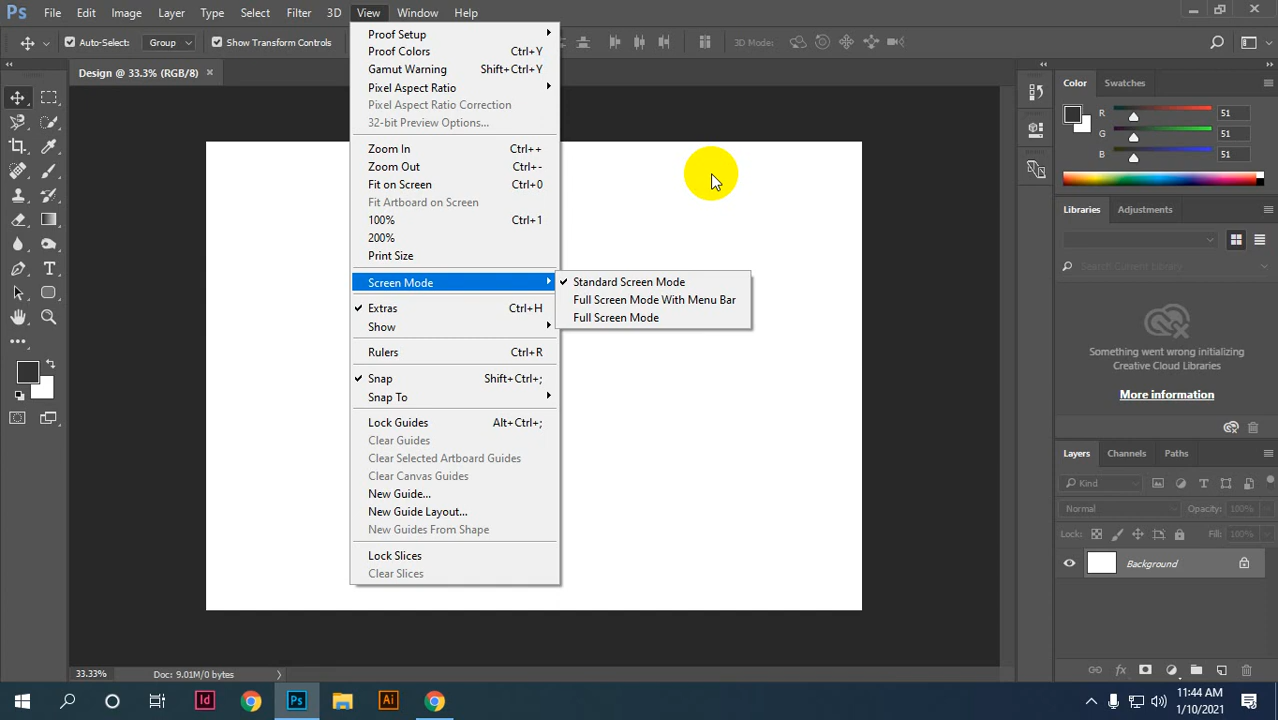 Ps File Edit Image Layer Type Select Filter 3D View Window Help
Auto-Select: Group Show Transform Controls 3D Mode:
Design @ 33.3% (RGB/8) ×
Proof Setup
Proof Colors Ctrl+Y
Gamut Warning Shift+Ctrl+Y
Pixel Aspect Ratio
Pixel Aspect Ratio Correction
32-bit Preview Options...
Zoom In Ctrl++
Zoom Out Ctrl+-
Fit on Screen Ctrl+0
Fit Artboard on Screen
100% Ctrl+1
200%
Print Size
Screen Mode
Standard Screen Mode
Full Screen Mode With Menu Bar
Full Screen Mode
Extras Ctrl+H
Show
Rulers Ctrl+R
Snap Shift+Ctrl+;
Snap To
Lock Guides Alt+Ctrl+;
Clear Guides
Clear Selected Artboard Guides
Clear Canvas Guides
New Guide...
New Guide Layout...
New Guides From Shape
Lock Slices
Clear Slices
Color Swatches
R 51
G 51
B 51
Libraries Adjustments
Search Current Library
Something went wrong initializing
Creative Cloud Libraries
More information
Layers Channels Paths
Kind
Normal Opacity: 100%
Lock: Fill: 100%
Background
33.33% Doc: 9.01M/0 bytes
Id Ps Ai
11:44 AM
1/10/2021